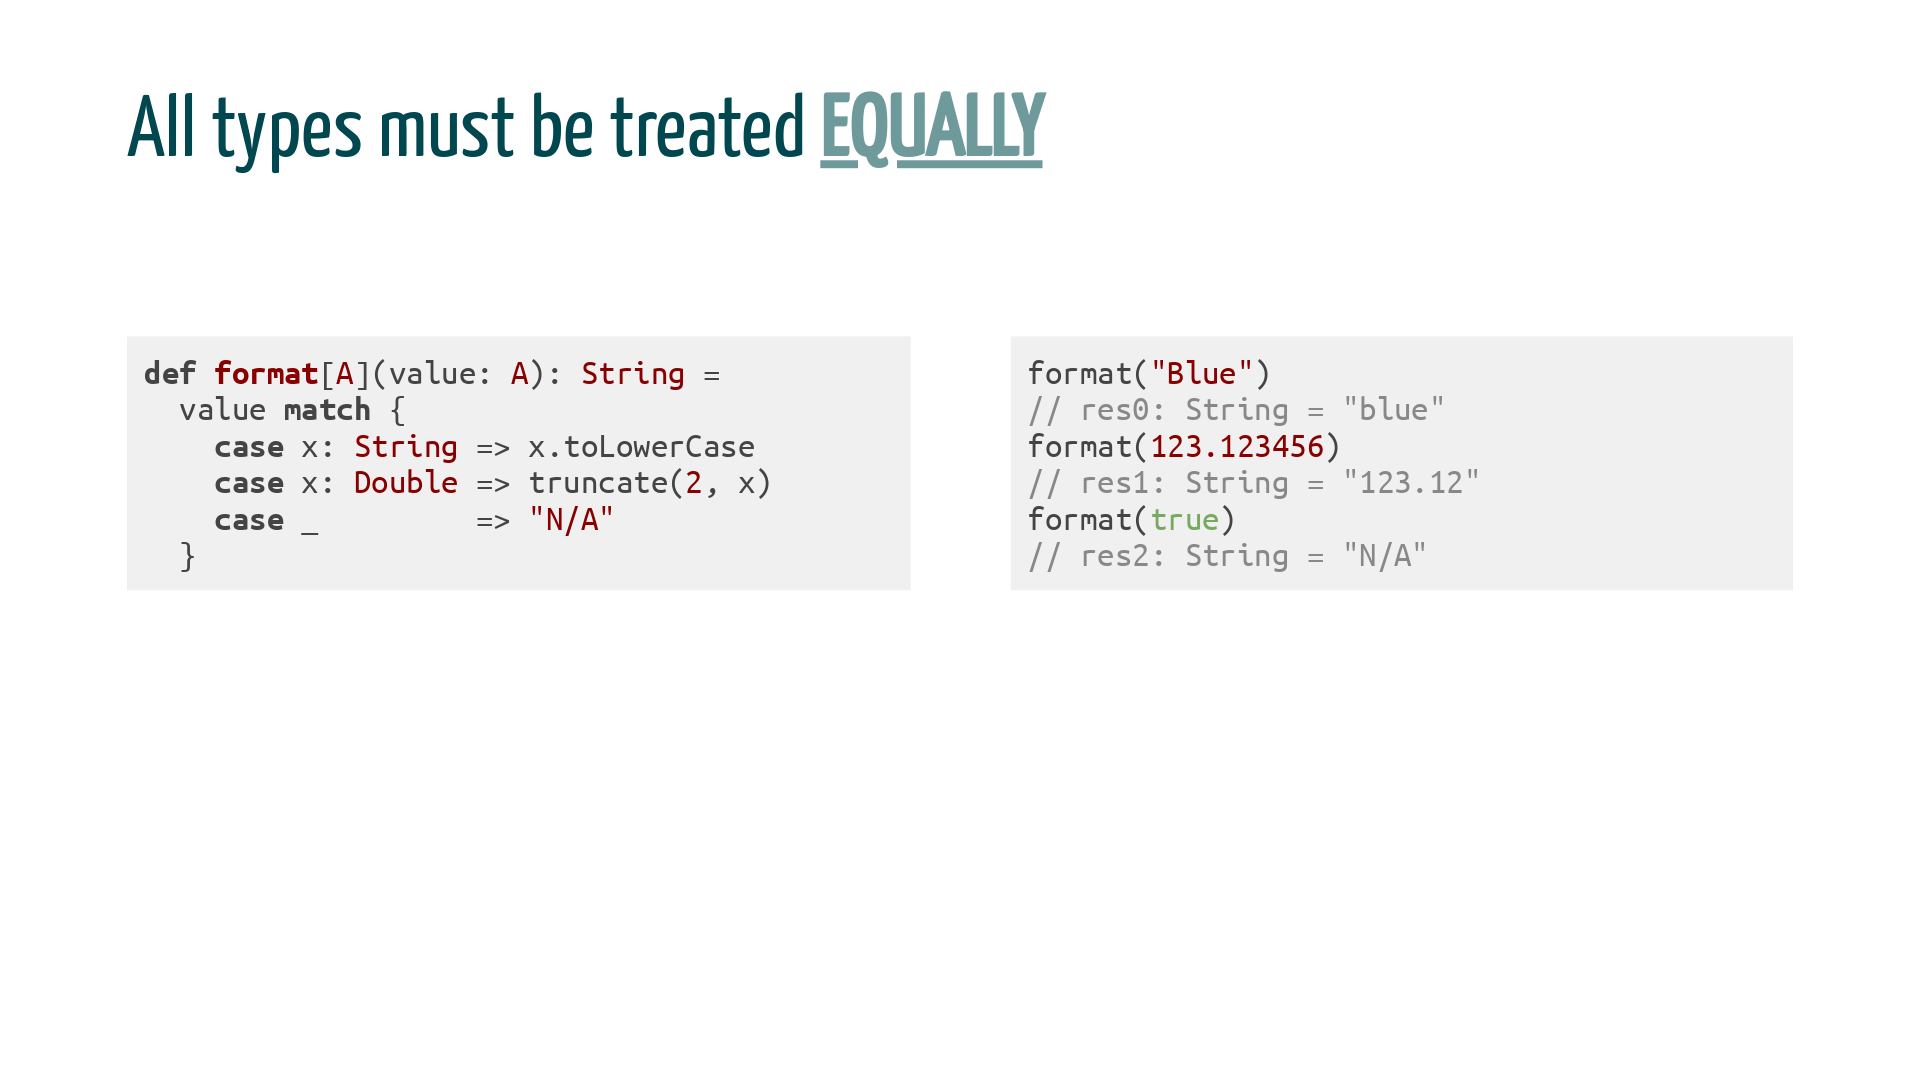 All types must be treated EQUALLY
def format[A](value: A): String =
  value match {
    case x: String => x.toLowerCase
    case x: Double => truncate(2, x)
    case _         => "N/A"
  }
format("Blue")
// res0: String = "blue"
format(123.123456)
// res1: String = "123.12"
format(true)
// res2: String = "N/A"